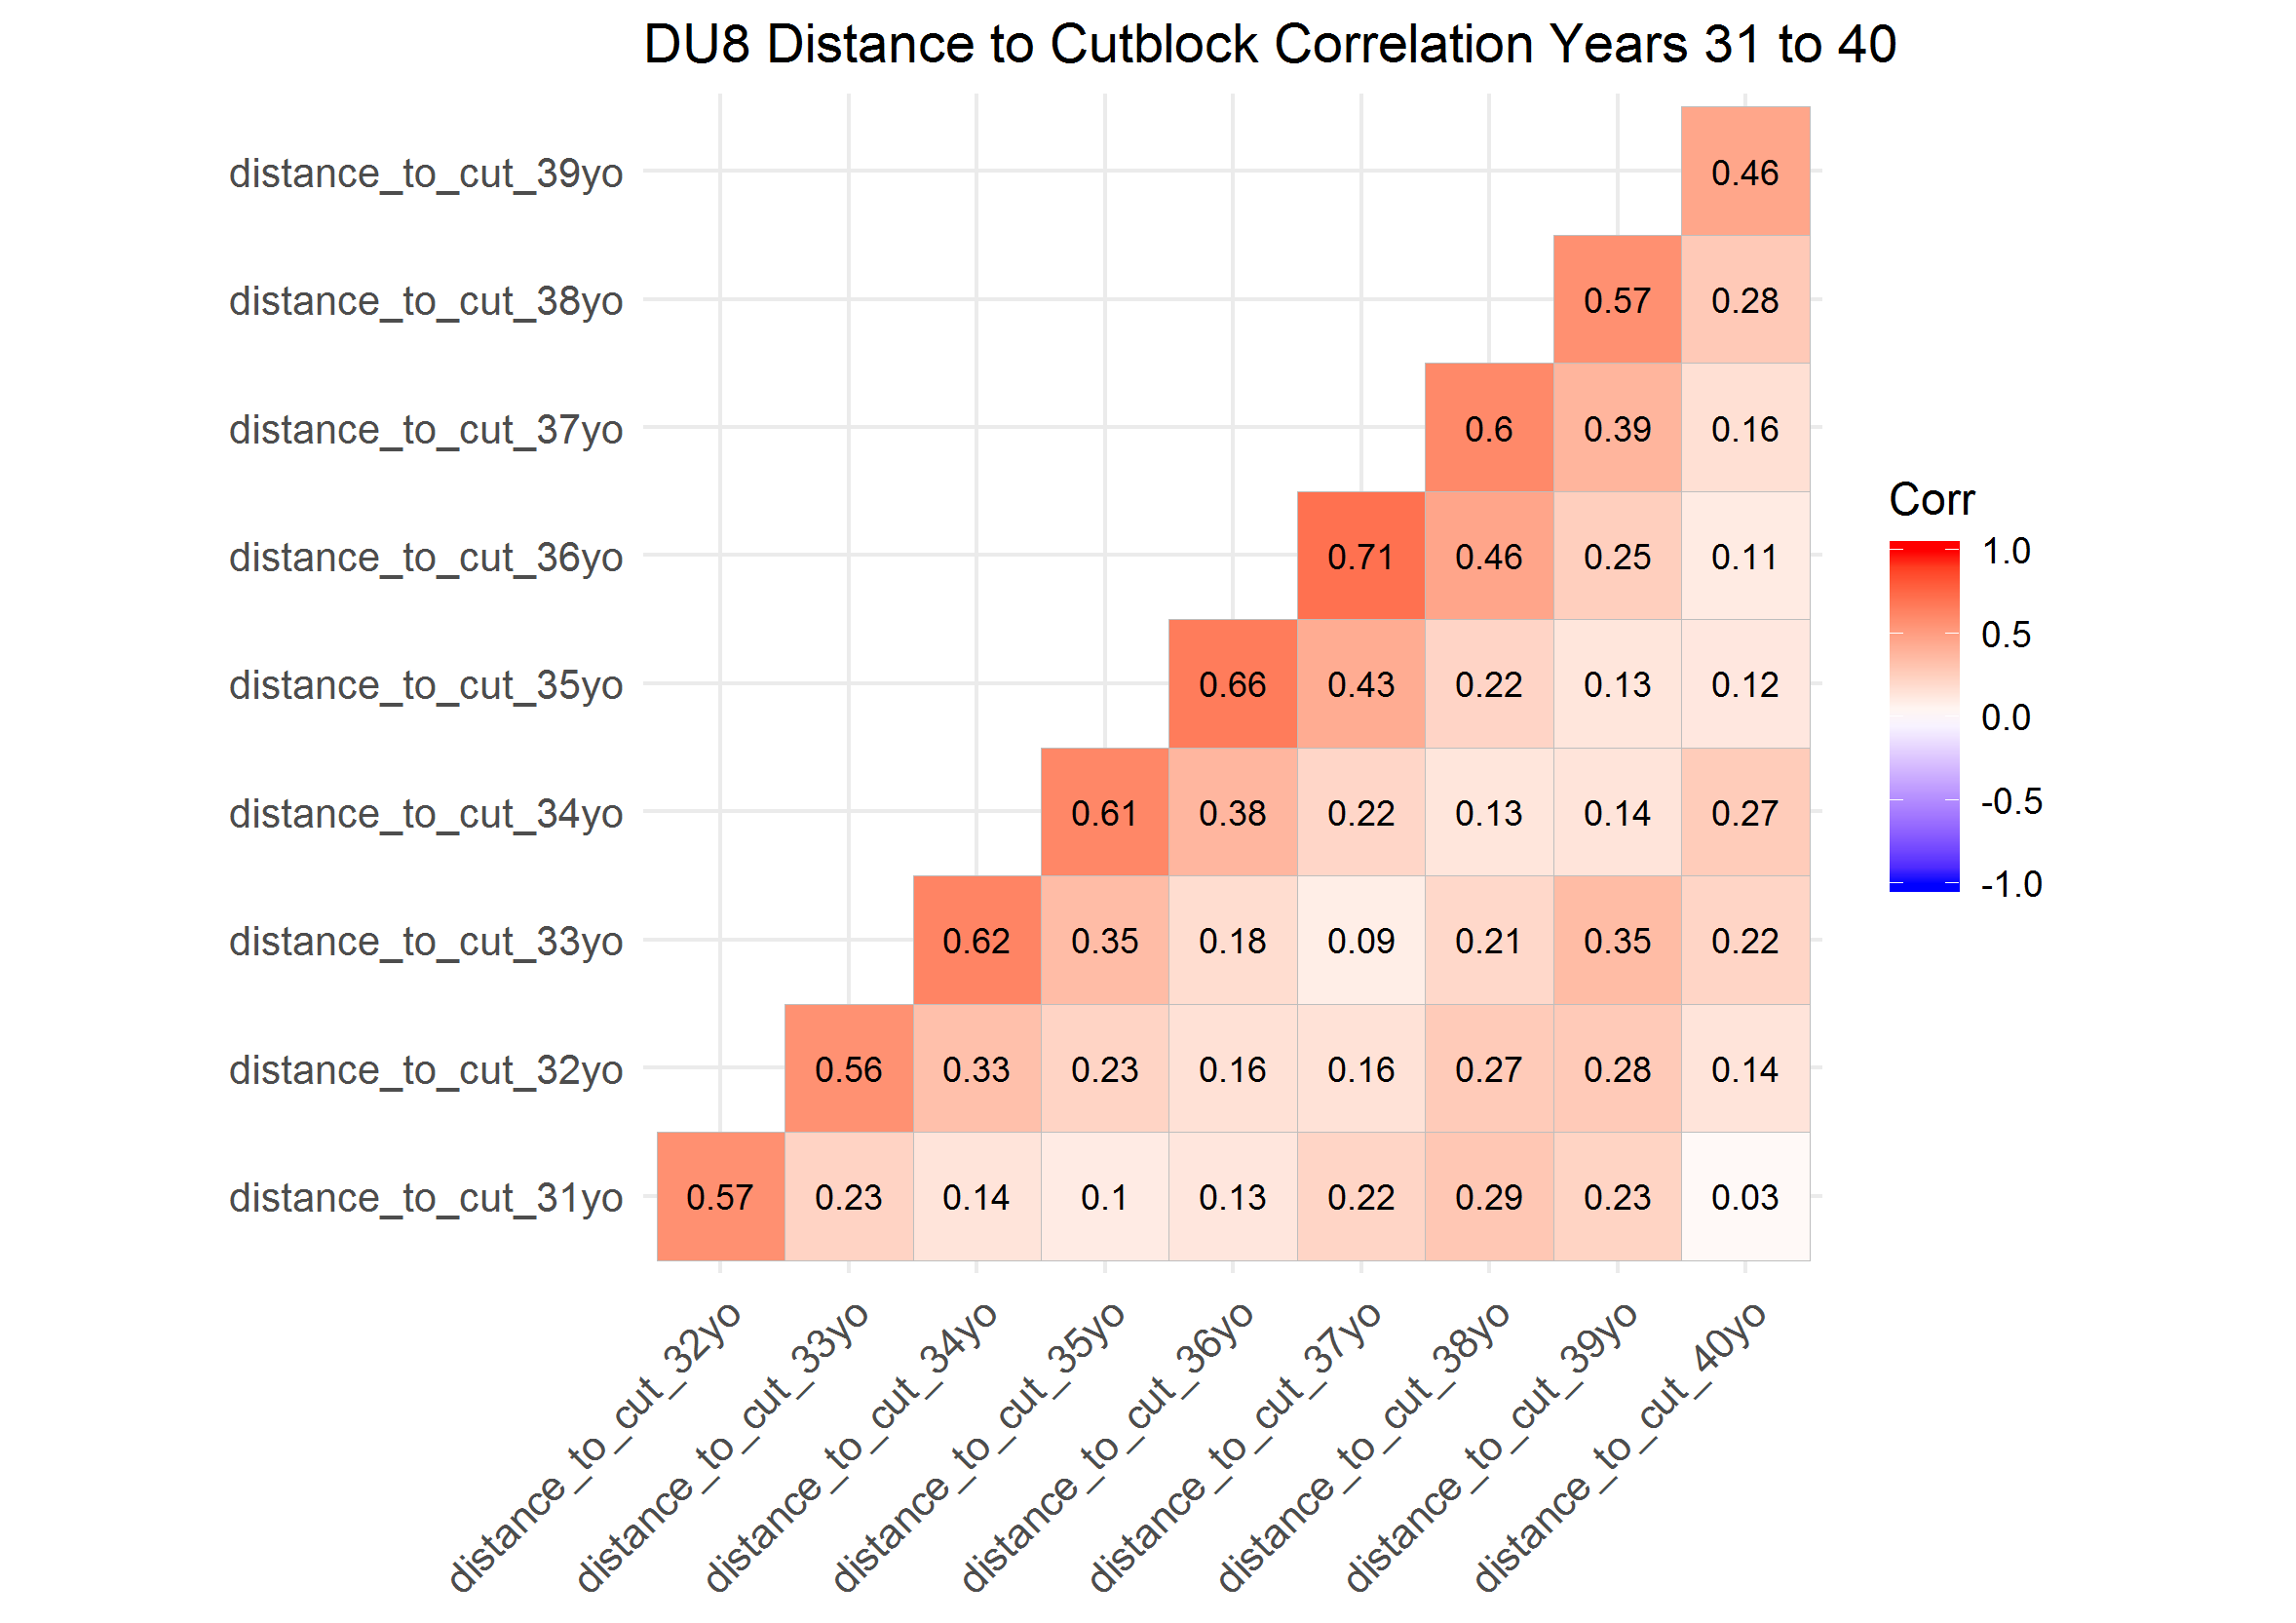 DU8 Distance to Cutblock Correlation Years 31 to 40
distance_to_cut_39yo 0.46
distance_to_cut_38yo 0.57 0.28
distance_to_cut_37yo 0.6 0.39 0.16
distance_to_cut_36yo 0.71 0.46 0.25 0.11
distance_to_cut_35yo 0.66 0.43 0.22 0.13 0.12
distance_to_cut_34yo 0.61 0.38 0.22 0.13 0.14 0.27
distance_to_cut_33yo 0.62 0.35 0.18 0.09 0.21 0.35 0.22
distance_to_cut_32yo 0.56 0.33 0.23 0.16 0.16 0.27 0.28 0.14
distance_to_cut_31yo 0.57 0.23 0.14 0.1 0.13 0.22 0.29 0.23 0.03
distance_to_cut_32yo
distance_to_cut_33yo
distance_to_cut_34yo
distance_to_cut_35yo
distance_to_cut_36yo
distance_to_cut_37yo
distance_to_cut_38yo
distance_to_cut_39yo
distance_to_cut_40yo
Corr
1.0
0.5
0.0
-0.5
-1.0